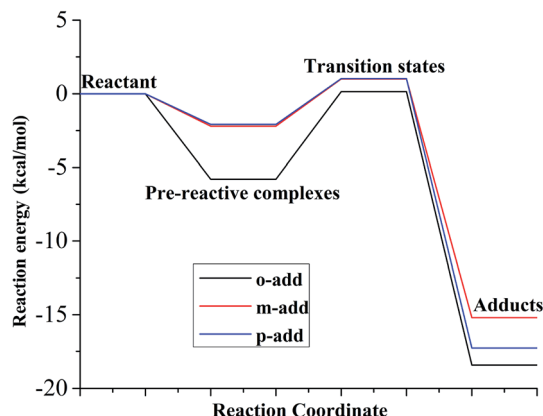 5
Transition states
Reactant
0
Reaction energy (kcal/mol)
-5
Pre-reactive complexes
-10
o-add
m-add
p-add
-15
Adducts
-20
Reaction Coordinate